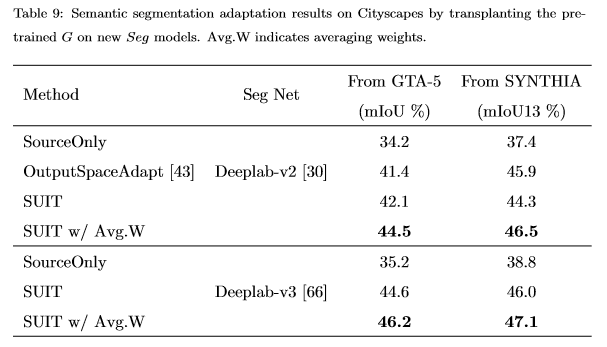 Table 9: Semantic segmentation adaptation results on Cityscapes by transplanting the pre-
trained G on new Seg models. Avg.W indicates averaging weights.
Method Seg Net From GTA-5 From SYNTHIA
(mIoU %) (mIoU13 %)
SourceOnly 34.2 37.4
OutputSpaceAdapt [43] Deeplab-v2 [30] 41.4 45.9
SUIT 42.1 44.3
SUIT w/ Avg.W 44.5 46.5
SourceOnly 35.2 38.8
SUIT Deeplab-v3 [66] 44.6 46.0
SUIT w/ Avg.W 46.2 47.1